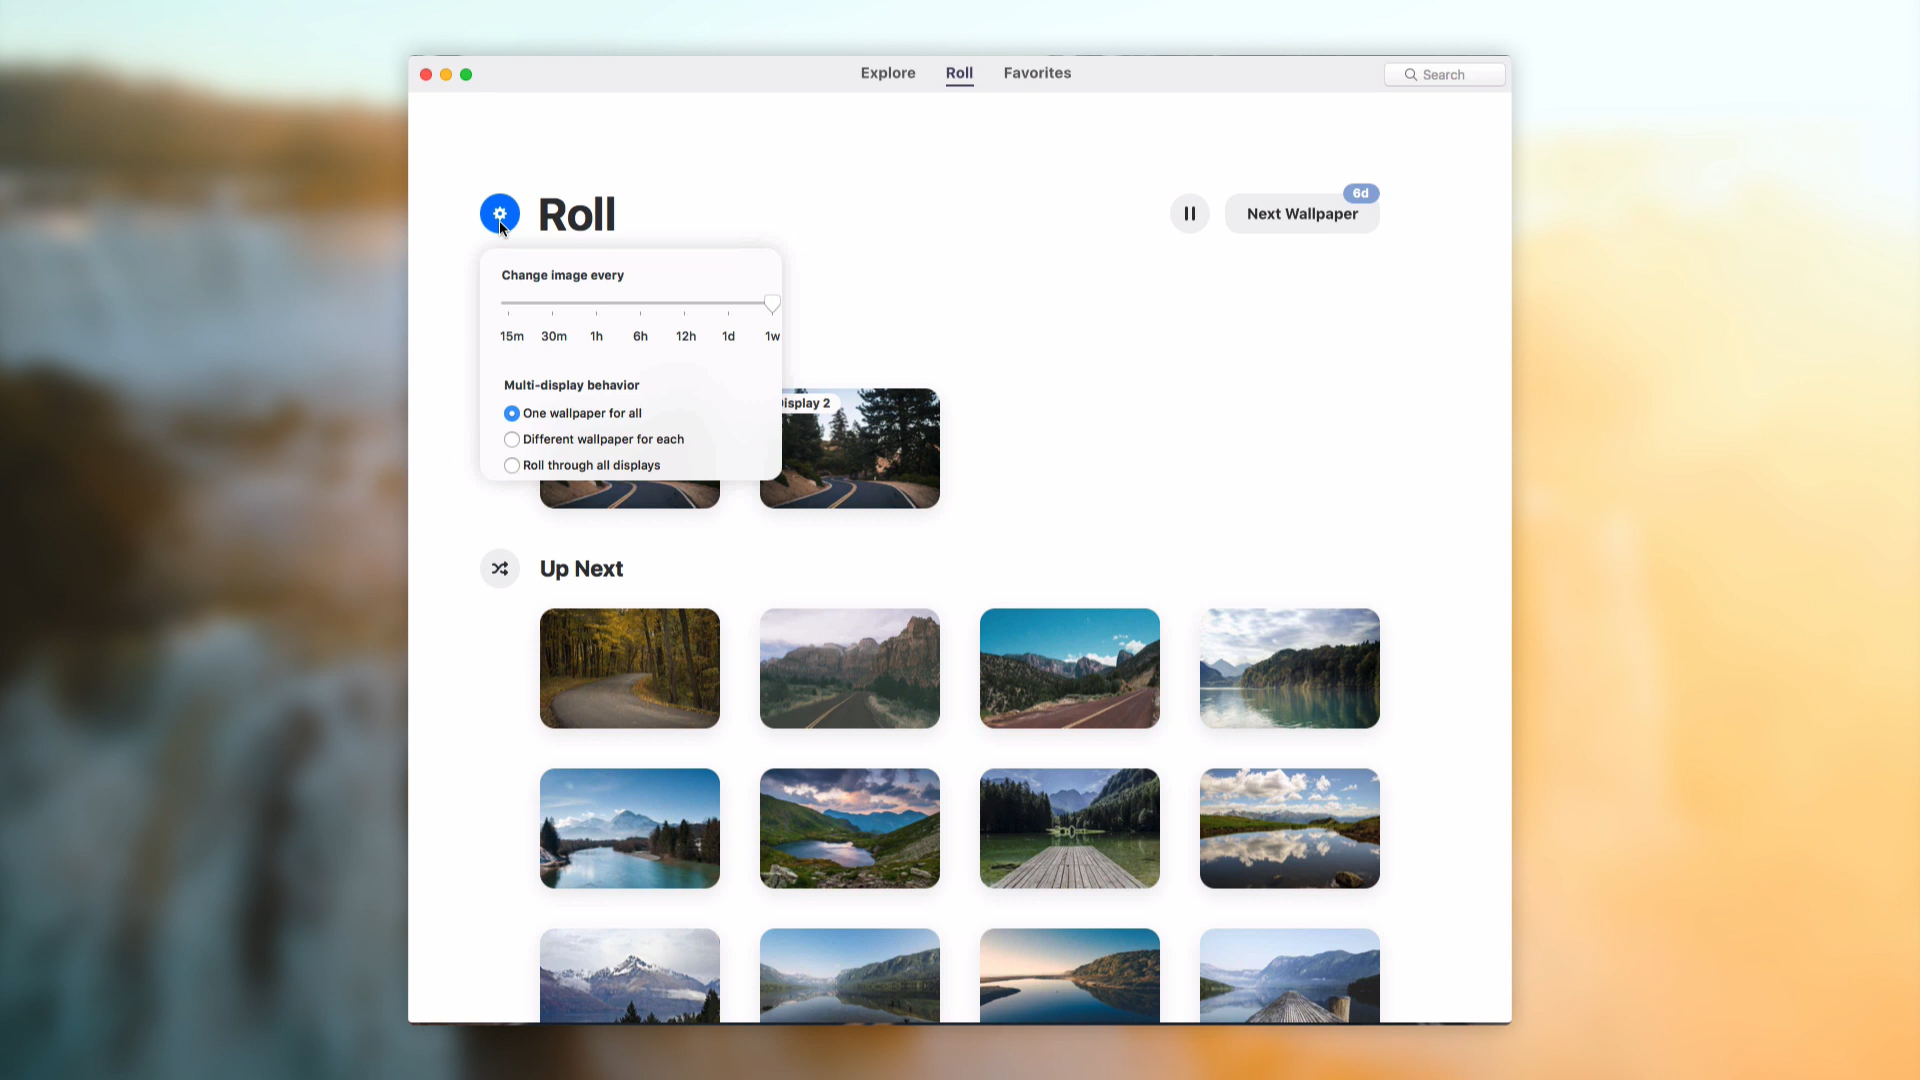 Explore Roll Favorites Search
6d
Roll
Next Wallpaper
Change image every
15m 30m 1h 6h 12h 1d 1w
Multi-display behavior
isplay 2
One wallpaper for all
Different wallpaper for each
Roll through all displays
Up Next